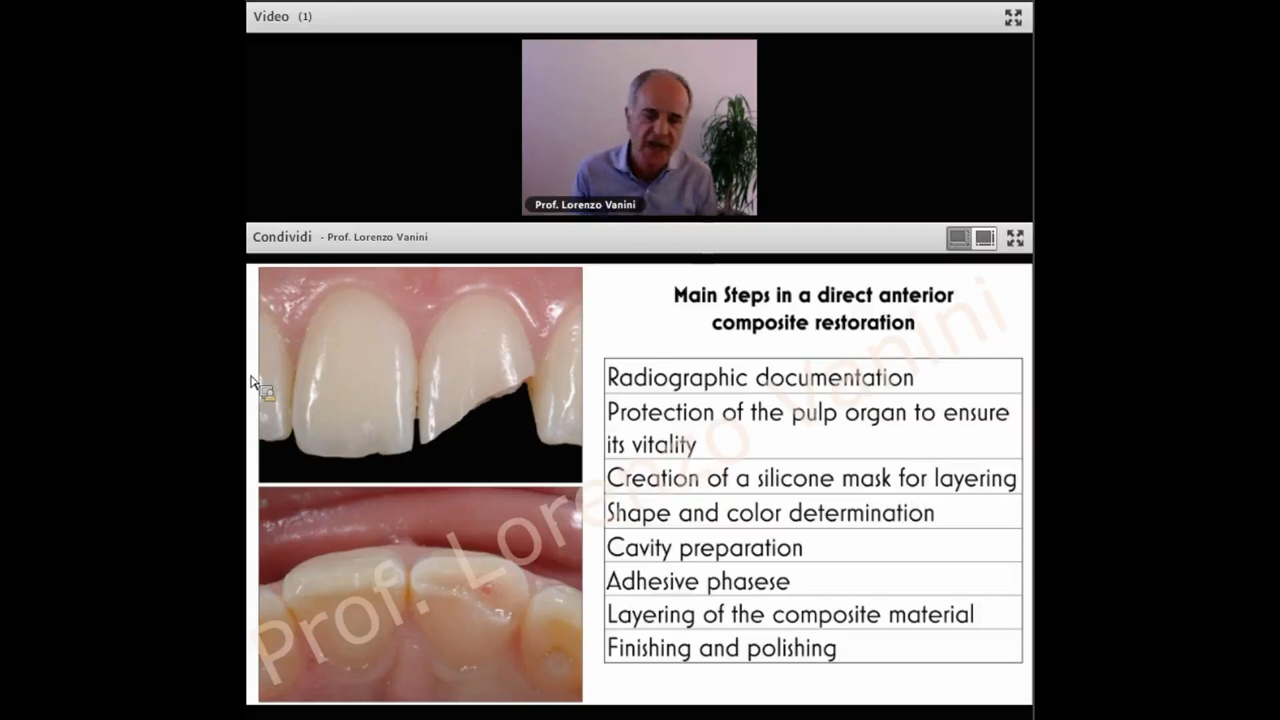 Video (1)
Prof. Lorenzo Vanini
Condividi - Prof. Lorenzo Vanini
Main Steps in a direct anterior
composite restoration
Radiographic documentation
Protection of the pulp organ to ensure
its vitality
Creation of a silicone mask for layering
Shape and color determination
Cavity preparation
Adhesive phasese
Layering of the composite material
Finishing and polishing
Prof. Lorenzo Vanini